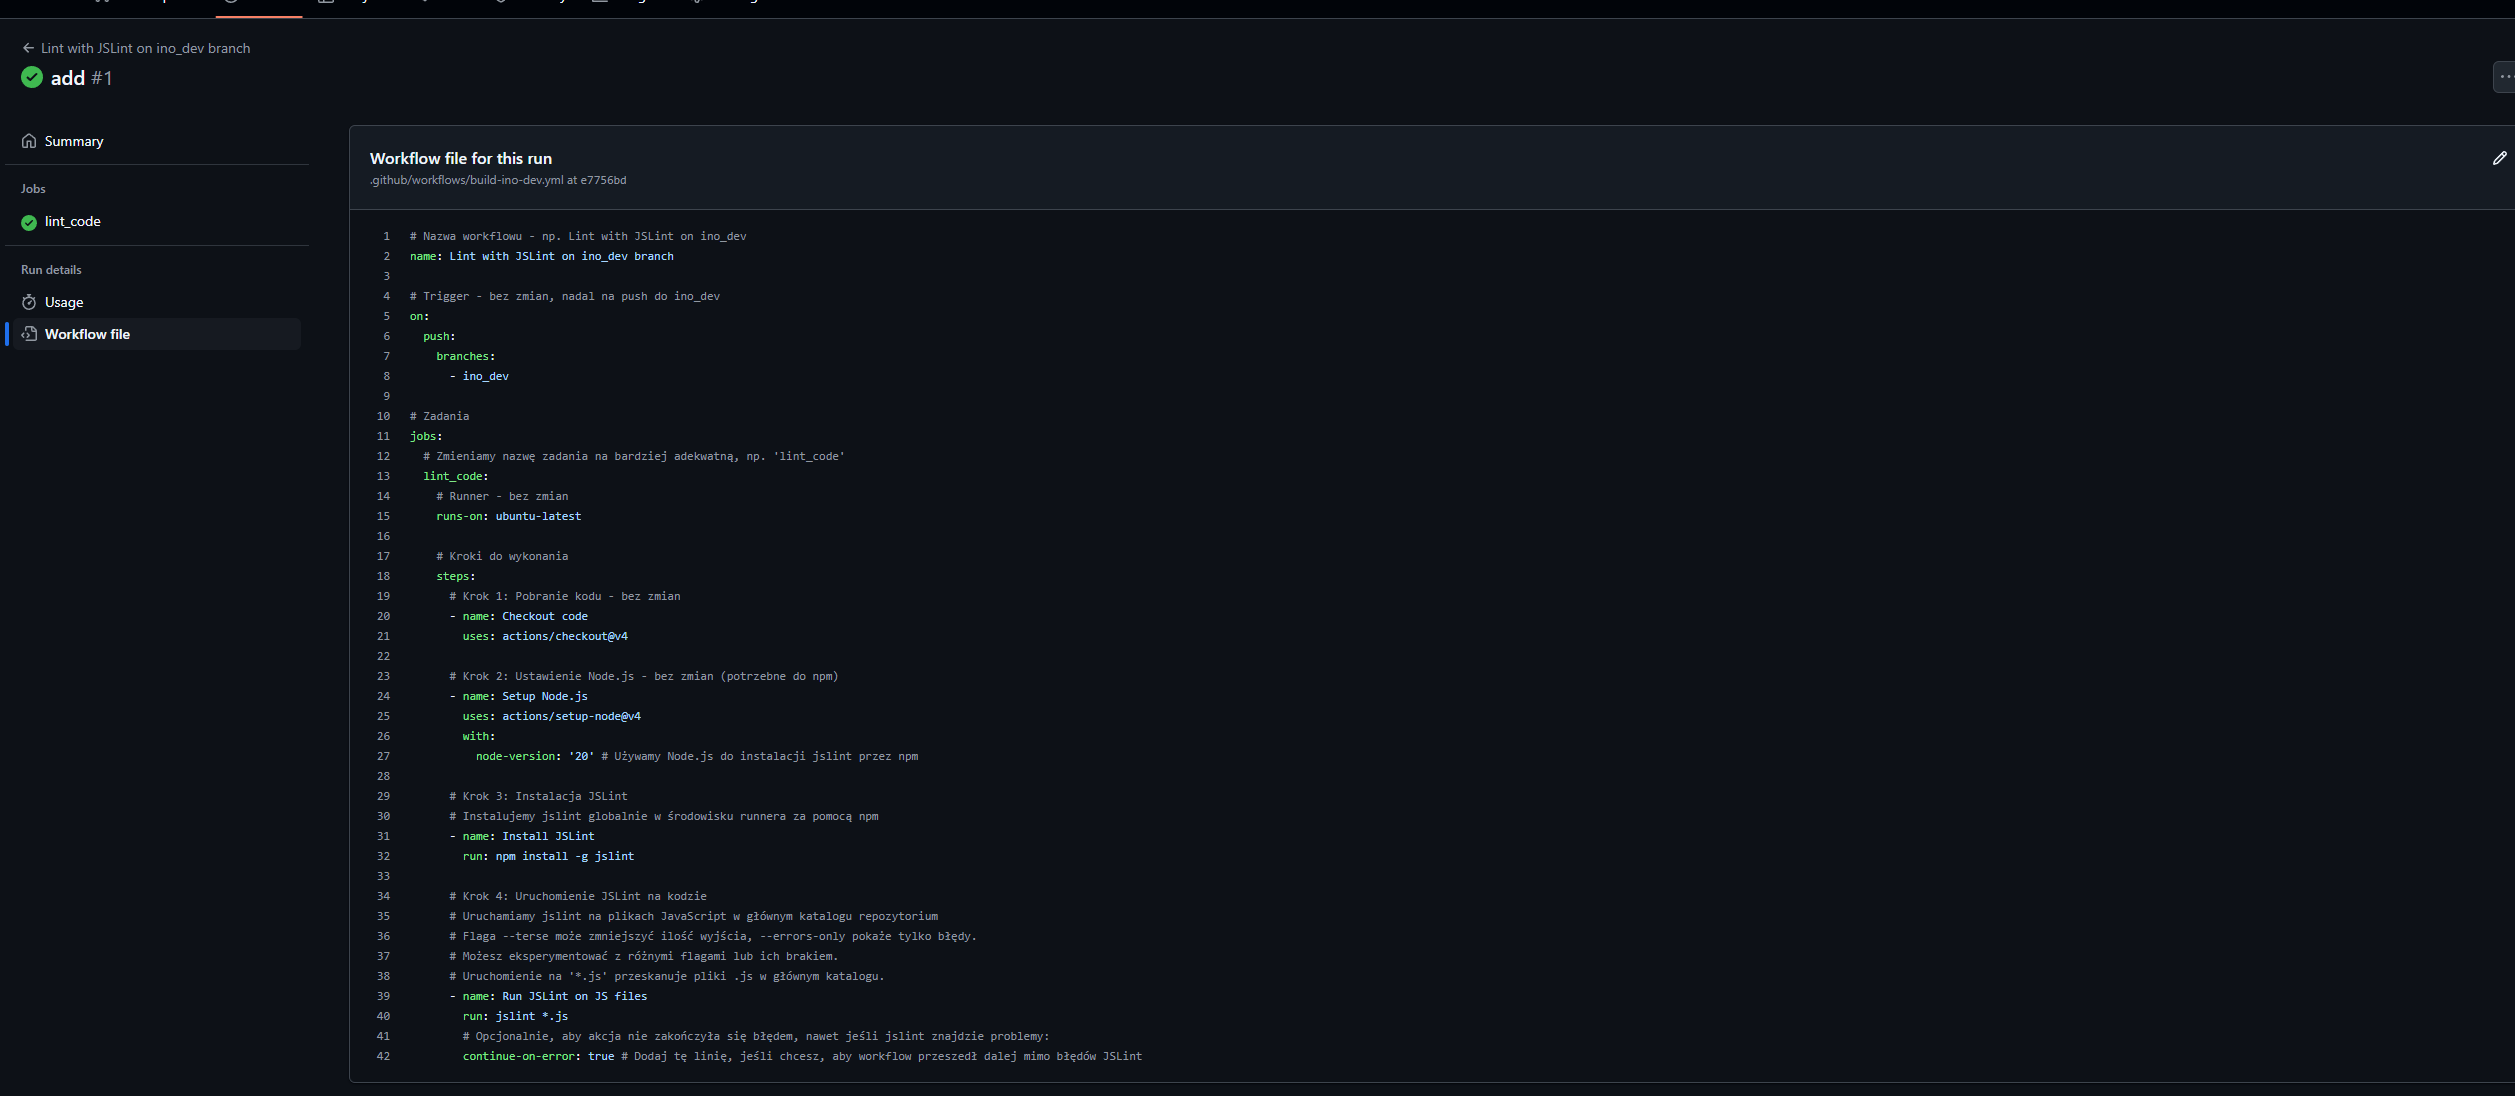 Lint with JSLint on ino_dev branch
add #1
Summary
Jobs
lint_code
Run details
Usage
Workflow file
Workflow file for this run
.github/workflows/build-ino-dev.yml at e7756bd
1 # Nazwa workflowu - np. Lint with JSLint on ino_dev
2 name: Lint with JSLint on ino_dev branch
3
4 # Trigger - bez zmian, nadal na push do ino_dev
5 on:
6 push:
7 branches:
8 - ino_dev
9
10 # Zadania
11 jobs:
12 # Zmieniamy nazwę zadania na bardziej adekwatną, np. 'lint_code'
13 lint_code:
14 # Runner - bez zmian
15 runs-on: ubuntu-latest
16
17 # Kroki do wykonania
18 steps:
19 # Krok 1: Pobranie kodu - bez zmian
20 - name: Checkout code
21 uses: actions/checkout@v4
22
23 # Krok 2: Ustawienie Node.js - bez zmian (potrzebne do npm)
24 - name: Setup Node.js
25 uses: actions/setup-node@v4
26 with:
27 node-version: '20' # Używamy Node.js do instalacji jslint przez npm
28
29 # Krok 3: Instalacja JSLint
30 # Instalujemy jslint globalnie w środowisku runnera za pomocą npm
31 - name: Install JSLint
32 run: npm install -g jslint
33
34 # Krok 4: Uruchomienie JSLint na kodzie
35 # Uruchamiamy jslint na plikach JavaScript w głównym katalogu repozytorium
36 # Flaga --terse może zmniejszyć ilość wyjścia, --errors-only pokaże tylko błędy.
37 # Możesz eksperymentować z różnymi flagami lub ich brakiem.
38 # Uruchomienie na '*.js' przeskanuje pliki .js w głównym katalogu.
39 - name: Run JSLint on JS files
40 run: jslint *.js
41 # Opcjonalnie, aby akcja nie zakończyła się błędem, nawet jeśli jslint znajdzie problemy:
42 continue-on-error: true # Dodaj tę linię, jeśli chcesz, aby workflow przeszedł dalej mimo błędów JSLint